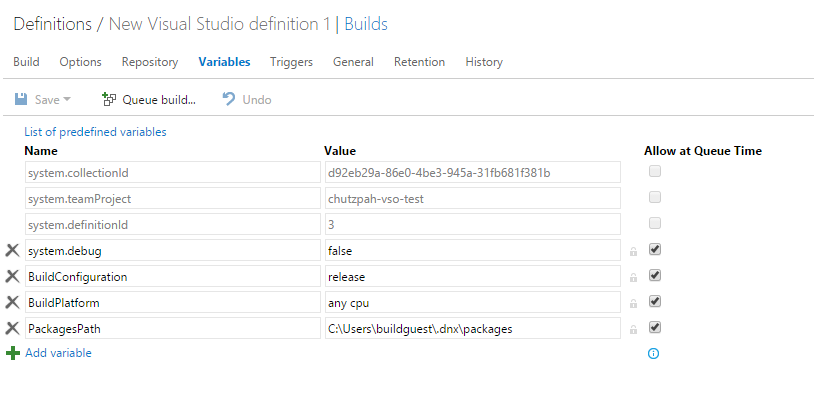 Definitions / New Visual Studio definition 1 | Builds
Build Options Repository Variables Triggers General Retention History
Save Queue build... Undo
List of predefined variables
Name Value Allow at Queue Time
system.collectionId d92eb29a-86e0-4be3-945a-31fb681f381b
system.teamProject chutzpah-vso-test
system.definitionId 3
system.debug false
BuildConfiguration release
BuildPlatform any cpu
PackagesPath C:\Users\buildguest\.dnx\packages
Add variable